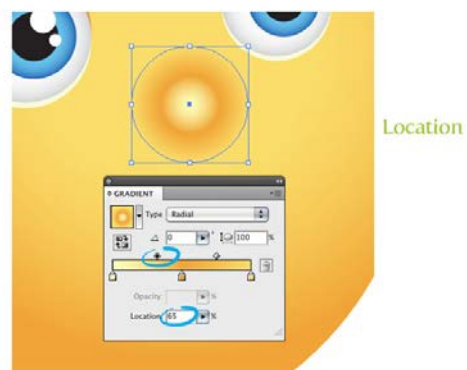 Location
GRADIENT
Type Radial
0 ° 100 %
Opacity %
Location 65 %